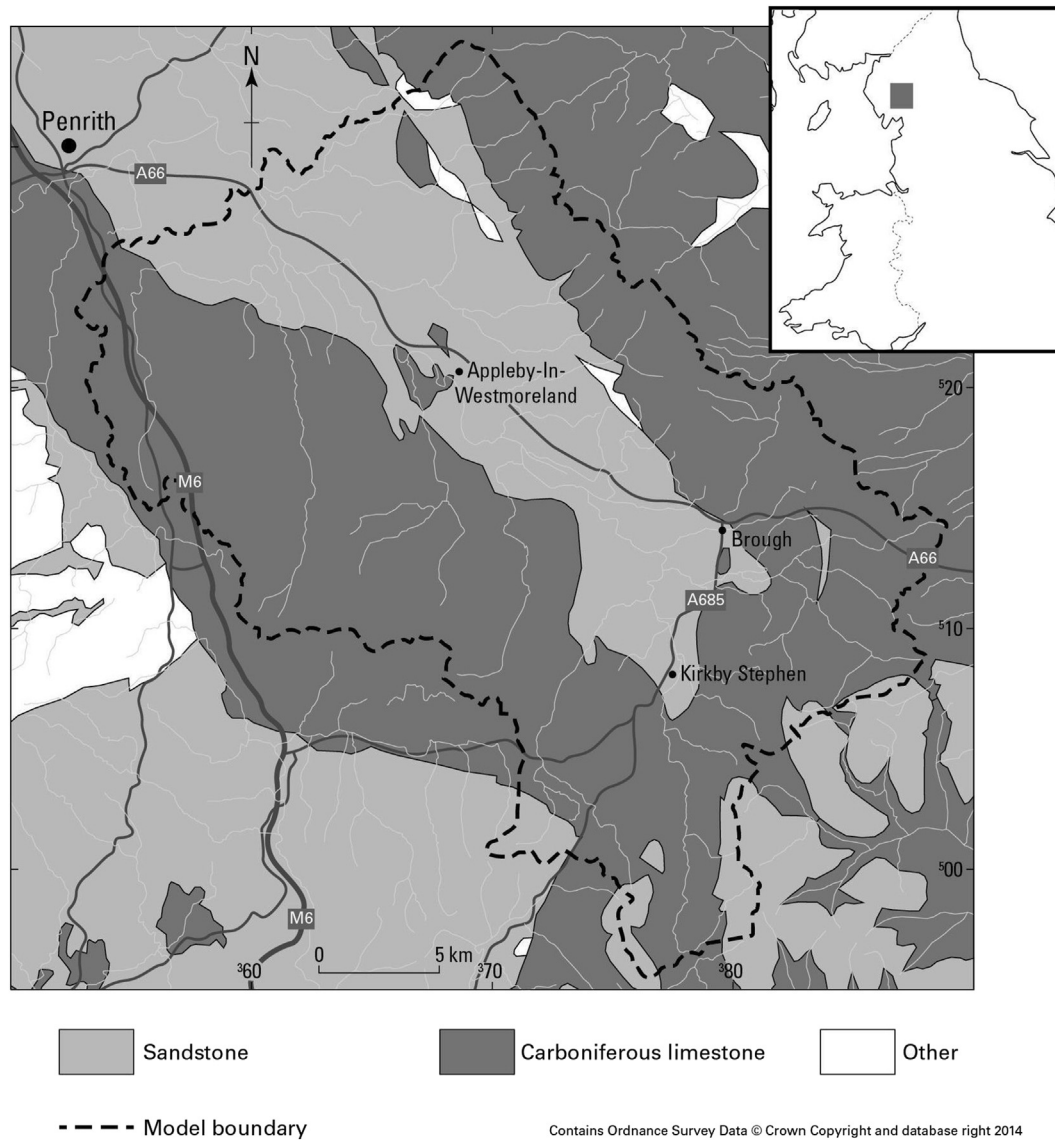 N
Penrith
A66
Appleby-In-
Westmoreland
⁵20
M6
Brough
A66
A685
⁵10
Kirkby Stephen
⁵00
M6
0 5 km
³60 ³70 ³80
Sandstone Carboniferous limestone Other
Model boundary
Contains Ordnance Survey Data © Crown Copyright and database right 2014